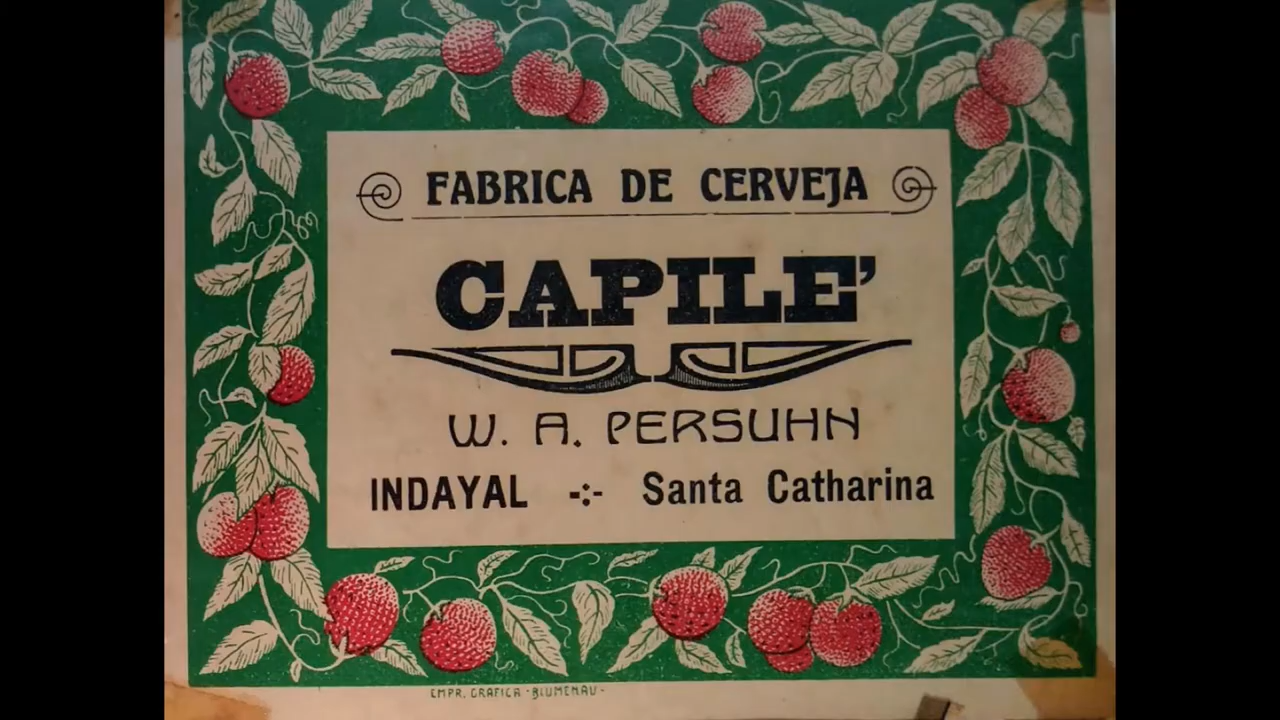 FABRICA DE CERVEJA
CAPILE'
W. A. PERSUHN
INDAYAL -:- Santa Catharina
EMPR. GRAFICA - BLUMENAU -